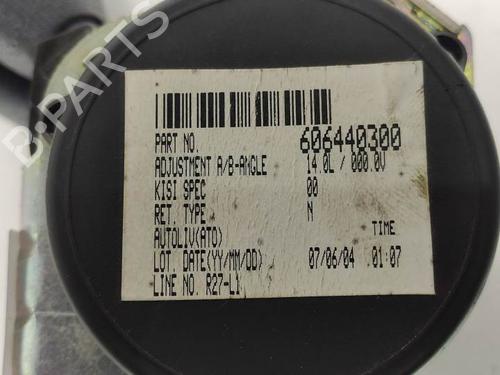 B-PARTS
PART NO. 606440300
ADJUSTMENT A/B-ANGLE 14.0L / 000.0V
KISI SPEC 00
RET. TYPE N
AUTOLIV(ATO) TIME
LOT DATE(YY/MM/DD) 07/06/04 01:07
LINE NO. R27-L1